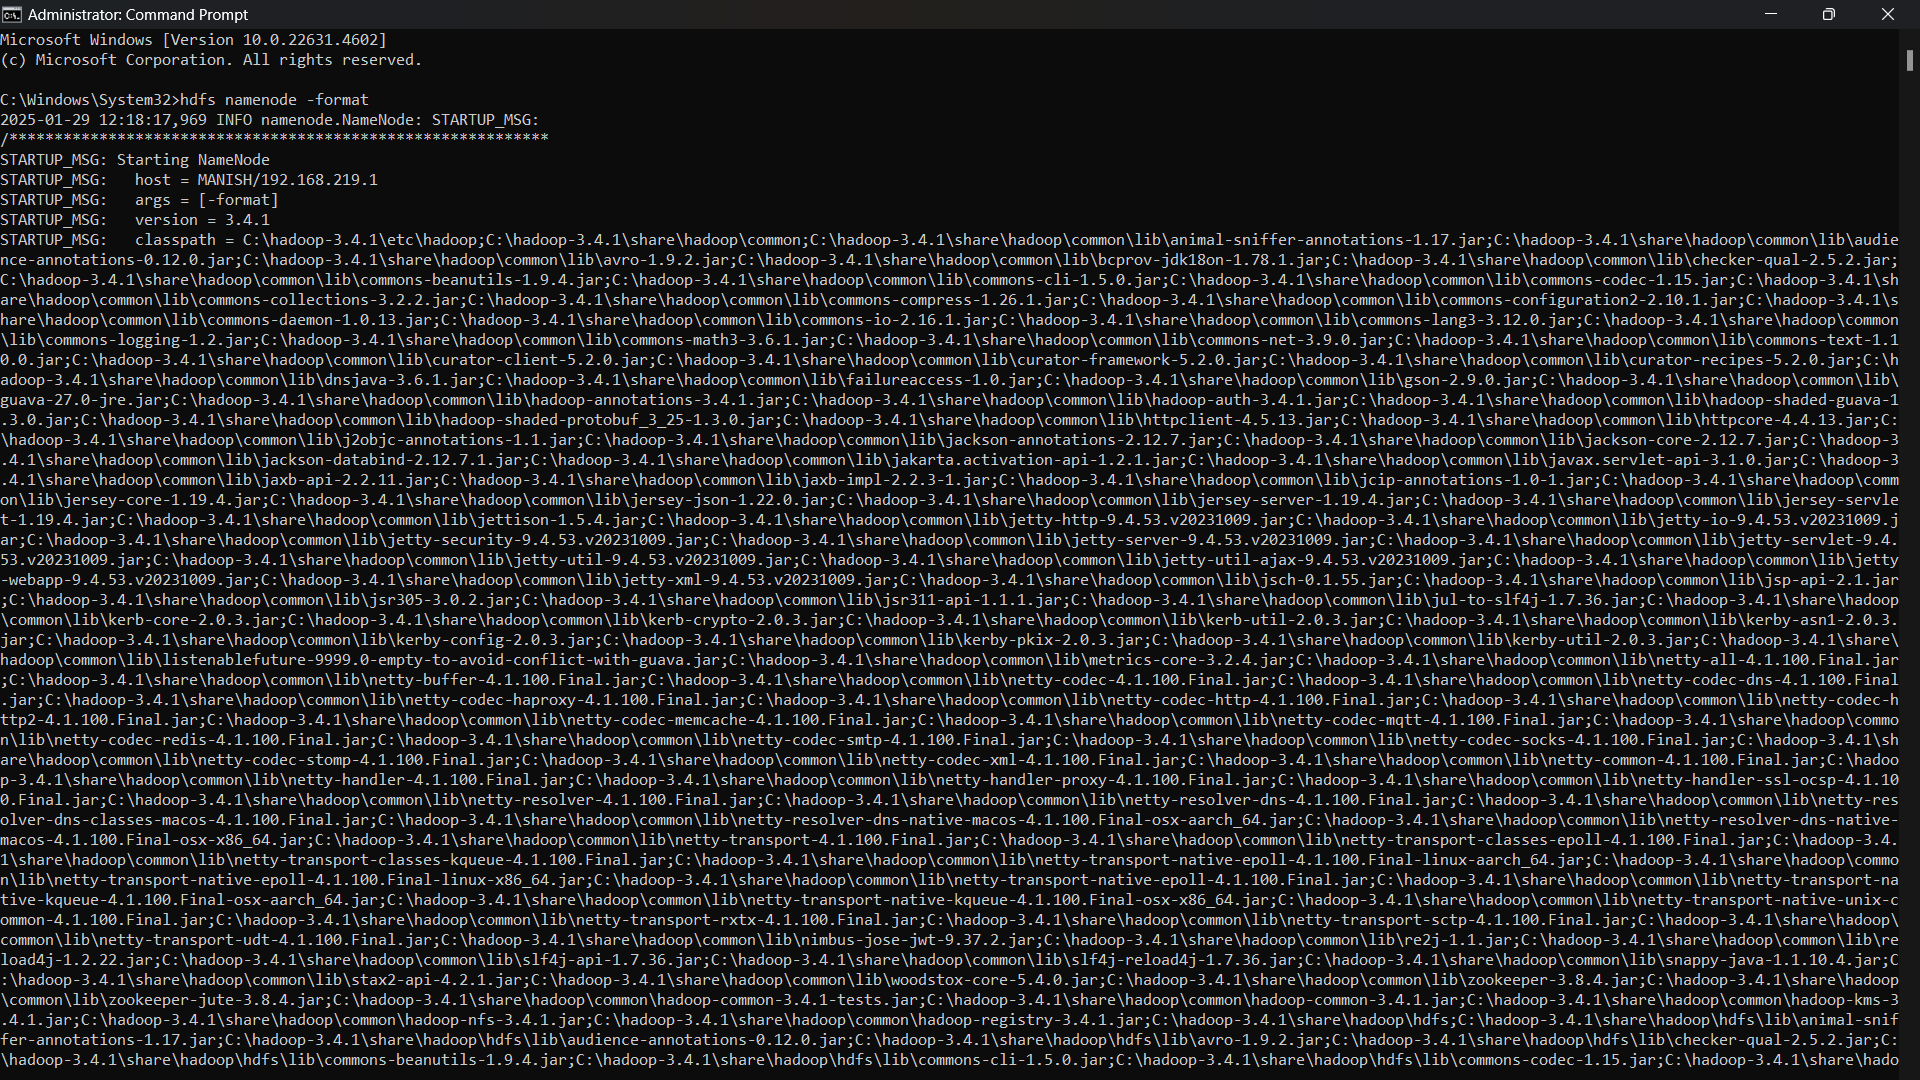 Administrator: Command Prompt
Microsoft Windows [Version 10.0.22631.4602]
(c) Microsoft Corporation. All rights reserved.
C:\Windows\System32>hdfs namenode -format
2025-01-29 12:18:17,969 INFO namenode.NameNode: STARTUP_MSG:
/************************************************************
STARTUP_MSG: Starting NameNode
STARTUP_MSG:   host = MANISH/192.168.219.1
STARTUP_MSG:   args = [-format]
STARTUP_MSG:   version = 3.4.1
STARTUP_MSG:   classpath = C:\hadoop-3.4.1\etc\hadoop;C:\hadoop-3.4.1\share\hadoop\common;C:\hadoop-3.4.1\share\hadoop\common\lib\animal-sniffer-annotations-1.17.jar;C:\hadoop-3.4.1\share\hadoop\common\lib\audie
nce-annotations-0.12.0.jar;C:\hadoop-3.4.1\share\hadoop\common\lib\avro-1.9.2.jar;C:\hadoop-3.4.1\share\hadoop\common\lib\bcprov-jdk18on-1.78.1.jar;C:\hadoop-3.4.1\share\hadoop\common\lib\checker-qual-2.5.2.jar;
C:\hadoop-3.4.1\share\hadoop\common\lib\commons-beanutils-1.9.4.jar;C:\hadoop-3.4.1\share\hadoop\common\lib\commons-cli-1.5.0.jar;C:\hadoop-3.4.1\share\hadoop\common\lib\commons-codec-1.15.jar;C:\hadoop-3.4.1\sh
are\hadoop\common\lib\commons-collections-3.2.2.jar;C:\hadoop-3.4.1\share\hadoop\common\lib\commons-compress-1.26.1.jar;C:\hadoop-3.4.1\share\hadoop\common\lib\commons-configuration2-2.10.1.jar;C:\hadoop-3.4.1\s
hare\hadoop\common\lib\commons-daemon-1.0.13.jar;C:\hadoop-3.4.1\share\hadoop\common\lib\commons-io-2.16.1.jar;C:\hadoop-3.4.1\share\hadoop\common\lib\commons-lang3-3.12.0.jar;C:\hadoop-3.4.1\share\hadoop\common
\lib\commons-logging-1.2.jar;C:\hadoop-3.4.1\share\hadoop\common\lib\commons-math3-3.6.1.jar;C:\hadoop-3.4.1\share\hadoop\common\lib\commons-net-3.9.0.jar;C:\hadoop-3.4.1\share\hadoop\common\lib\commons-text-1.1
0.0.jar;C:\hadoop-3.4.1\share\hadoop\common\lib\curator-client-5.2.0.jar;C:\hadoop-3.4.1\share\hadoop\common\lib\curator-framework-5.2.0.jar;C:\hadoop-3.4.1\share\hadoop\common\lib\curator-recipes-5.2.0.jar;C:\h
adoop-3.4.1\share\hadoop\common\lib\dnsjava-3.6.1.jar;C:\hadoop-3.4.1\share\hadoop\common\lib\failureaccess-1.0.jar;C:\hadoop-3.4.1\share\hadoop\common\lib\gson-2.9.0.jar;C:\hadoop-3.4.1\share\hadoop\common\lib\
guava-27.0-jre.jar;C:\hadoop-3.4.1\share\hadoop\common\lib\hadoop-annotations-3.4.1.jar;C:\hadoop-3.4.1\share\hadoop\common\lib\hadoop-auth-3.4.1.jar;C:\hadoop-3.4.1\share\hadoop\common\lib\hadoop-shaded-guava-1
.3.0.jar;C:\hadoop-3.4.1\share\hadoop\common\lib\hadoop-shaded-protobuf_3_25-1.3.0.jar;C:\hadoop-3.4.1\share\hadoop\common\lib\httpclient-4.5.13.jar;C:\hadoop-3.4.1\share\hadoop\common\lib\httpcore-4.4.13.jar;C:
\hadoop-3.4.1\share\hadoop\common\lib\j2objc-annotations-1.1.jar;C:\hadoop-3.4.1\share\hadoop\common\lib\jackson-annotations-2.12.7.jar;C:\hadoop-3.4.1\share\hadoop\common\lib\jackson-core-2.12.7.jar;C:\hadoop-3
.4.1\share\hadoop\common\lib\jackson-databind-2.12.7.1.jar;C:\hadoop-3.4.1\share\hadoop\common\lib\jakarta.activation-api-1.2.1.jar;C:\hadoop-3.4.1\share\hadoop\common\lib\javax.servlet-api-3.1.0.jar;C:\hadoop-3
.4.1\share\hadoop\common\lib\jaxb-api-2.2.11.jar;C:\hadoop-3.4.1\share\hadoop\common\lib\jaxb-impl-2.2.3-1.jar;C:\hadoop-3.4.1\share\hadoop\common\lib\jcip-annotations-1.0-1.jar;C:\hadoop-3.4.1\share\hadoop\comm
on\lib\jersey-core-1.19.4.jar;C:\hadoop-3.4.1\share\hadoop\common\lib\jersey-json-1.22.0.jar;C:\hadoop-3.4.1\share\hadoop\common\lib\jersey-server-1.19.4.jar;C:\hadoop-3.4.1\share\hadoop\common\lib\jersey-servle
t-1.19.4.jar;C:\hadoop-3.4.1\share\hadoop\common\lib\jettison-1.5.4.jar;C:\hadoop-3.4.1\share\hadoop\common\lib\jetty-http-9.4.53.v20231009.jar;C:\hadoop-3.4.1\share\hadoop\common\lib\jetty-io-9.4.53.v20231009.j
ar;C:\hadoop-3.4.1\share\hadoop\common\lib\jetty-security-9.4.53.v20231009.jar;C:\hadoop-3.4.1\share\hadoop\common\lib\jetty-server-9.4.53.v20231009.jar;C:\hadoop-3.4.1\share\hadoop\common\lib\jetty-servlet-9.4.
53.v20231009.jar;C:\hadoop-3.4.1\share\hadoop\common\lib\jetty-util-9.4.53.v20231009.jar;C:\hadoop-3.4.1\share\hadoop\common\lib\jetty-util-ajax-9.4.53.v20231009.jar;C:\hadoop-3.4.1\share\hadoop\common\lib\jetty
-webapp-9.4.53.v20231009.jar;C:\hadoop-3.4.1\share\hadoop\common\lib\jetty-xml-9.4.53.v20231009.jar;C:\hadoop-3.4.1\share\hadoop\common\lib\jsch-0.1.55.jar;C:\hadoop-3.4.1\share\hadoop\common\lib\jsp-api-2.1.jar
;C:\hadoop-3.4.1\share\hadoop\common\lib\jsr305-3.0.2.jar;C:\hadoop-3.4.1\share\hadoop\common\lib\jsr311-api-1.1.1.jar;C:\hadoop-3.4.1\share\hadoop\common\lib\jul-to-slf4j-1.7.36.jar;C:\hadoop-3.4.1\share\hadoop
\common\lib\kerb-core-2.0.3.jar;C:\hadoop-3.4.1\share\hadoop\common\lib\kerb-crypto-2.0.3.jar;C:\hadoop-3.4.1\share\hadoop\common\lib\kerb-util-2.0.3.jar;C:\hadoop-3.4.1\share\hadoop\common\lib\kerby-asn1-2.0.3.
jar;C:\hadoop-3.4.1\share\hadoop\common\lib\kerby-config-2.0.3.jar;C:\hadoop-3.4.1\share\hadoop\common\lib\kerby-pkix-2.0.3.jar;C:\hadoop-3.4.1\share\hadoop\common\lib\kerby-util-2.0.3.jar;C:\hadoop-3.4.1\share\
hadoop\common\lib\listenablefuture-9999.0-empty-to-avoid-conflict-with-guava.jar;C:\hadoop-3.4.1\share\hadoop\common\lib\metrics-core-3.2.4.jar;C:\hadoop-3.4.1\share\hadoop\common\lib\netty-all-4.1.100.Final.jar
;C:\hadoop-3.4.1\share\hadoop\common\lib\netty-buffer-4.1.100.Final.jar;C:\hadoop-3.4.1\share\hadoop\common\lib\netty-codec-4.1.100.Final.jar;C:\hadoop-3.4.1\share\hadoop\common\lib\netty-codec-dns-4.1.100.Final
.jar;C:\hadoop-3.4.1\share\hadoop\common\lib\netty-codec-haproxy-4.1.100.Final.jar;C:\hadoop-3.4.1\share\hadoop\common\lib\netty-codec-http-4.1.100.Final.jar;C:\hadoop-3.4.1\share\hadoop\common\lib\netty-codec-h
ttp2-4.1.100.Final.jar;C:\hadoop-3.4.1\share\hadoop\common\lib\netty-codec-memcache-4.1.100.Final.jar;C:\hadoop-3.4.1\share\hadoop\common\lib\netty-codec-mqtt-4.1.100.Final.jar;C:\hadoop-3.4.1\share\hadoop\commo
n\lib\netty-codec-redis-4.1.100.Final.jar;C:\hadoop-3.4.1\share\hadoop\common\lib\netty-codec-smtp-4.1.100.Final.jar;C:\hadoop-3.4.1\share\hadoop\common\lib\netty-codec-socks-4.1.100.Final.jar;C:\hadoop-3.4.1\sh
are\hadoop\common\lib\netty-codec-stomp-4.1.100.Final.jar;C:\hadoop-3.4.1\share\hadoop\common\lib\netty-codec-xml-4.1.100.Final.jar;C:\hadoop-3.4.1\share\hadoop\common\lib\netty-common-4.1.100.Final.jar;C:\hadoo
p-3.4.1\share\hadoop\common\lib\netty-handler-4.1.100.Final.jar;C:\hadoop-3.4.1\share\hadoop\common\lib\netty-handler-proxy-4.1.100.Final.jar;C:\hadoop-3.4.1\share\hadoop\common\lib\netty-handler-ssl-ocsp-4.1.10
0.Final.jar;C:\hadoop-3.4.1\share\hadoop\common\lib\netty-resolver-4.1.100.Final.jar;C:\hadoop-3.4.1\share\hadoop\common\lib\netty-resolver-dns-4.1.100.Final.jar;C:\hadoop-3.4.1\share\hadoop\common\lib\netty-res
olver-dns-classes-macos-4.1.100.Final.jar;C:\hadoop-3.4.1\share\hadoop\common\lib\netty-resolver-dns-native-macos-4.1.100.Final-osx-aarch_64.jar;C:\hadoop-3.4.1\share\hadoop\common\lib\netty-resolver-dns-native-
macos-4.1.100.Final-osx-x86_64.jar;C:\hadoop-3.4.1\share\hadoop\common\lib\netty-transport-4.1.100.Final.jar;C:\hadoop-3.4.1\share\hadoop\common\lib\netty-transport-classes-epoll-4.1.100.Final.jar;C:\hadoop-3.4.
1\share\hadoop\common\lib\netty-transport-classes-kqueue-4.1.100.Final.jar;C:\hadoop-3.4.1\share\hadoop\common\lib\netty-transport-native-epoll-4.1.100.Final-linux-aarch_64.jar;C:\hadoop-3.4.1\share\hadoop\commo
n\lib\netty-transport-native-epoll-4.1.100.Final-linux-x86_64.jar;C:\hadoop-3.4.1\share\hadoop\common\lib\netty-transport-native-epoll-4.1.100.Final.jar;C:\hadoop-3.4.1\share\hadoop\common\lib\netty-transport-na
tive-kqueue-4.1.100.Final-osx-aarch_64.jar;C:\hadoop-3.4.1\share\hadoop\common\lib\netty-transport-native-kqueue-4.1.100.Final-osx-x86_64.jar;C:\hadoop-3.4.1\share\hadoop\common\lib\netty-transport-native-unix-c
ommon-4.1.100.Final.jar;C:\hadoop-3.4.1\share\hadoop\common\lib\netty-transport-rxtx-4.1.100.Final.jar;C:\hadoop-3.4.1\share\hadoop\common\lib\netty-transport-sctp-4.1.100.Final.jar;C:\hadoop-3.4.1\share\hadoop\
common\lib\netty-transport-udt-4.1.100.Final.jar;C:\hadoop-3.4.1\share\hadoop\common\lib\nimbus-jose-jwt-9.37.2.jar;C:\hadoop-3.4.1\share\hadoop\common\lib\re2j-1.1.jar;C:\hadoop-3.4.1\share\hadoop\common\lib\re
load4j-1.2.22.jar;C:\hadoop-3.4.1\share\hadoop\common\lib\slf4j-api-1.7.36.jar;C:\hadoop-3.4.1\share\hadoop\common\lib\slf4j-reload4j-1.7.36.jar;C:\hadoop-3.4.1\share\hadoop\common\lib\snappy-java-1.1.10.4.jar;C
:\hadoop-3.4.1\share\hadoop\common\lib\stax2-api-4.2.1.jar;C:\hadoop-3.4.1\share\hadoop\common\lib\woodstox-core-5.4.0.jar;C:\hadoop-3.4.1\share\hadoop\common\lib\zookeeper-3.8.4.jar;C:\hadoop-3.4.1\share\hadoop
\common\lib\zookeeper-jute-3.8.4.jar;C:\hadoop-3.4.1\share\hadoop\common\hadoop-common-3.4.1-tests.jar;C:\hadoop-3.4.1\share\hadoop\common\hadoop-common-3.4.1.jar;C:\hadoop-3.4.1\share\hadoop\common\hadoop-kms-3
.4.1.jar;C:\hadoop-3.4.1\share\hadoop\common\hadoop-nfs-3.4.1.jar;C:\hadoop-3.4.1\share\hadoop\common\hadoop-registry-3.4.1.jar;C:\hadoop-3.4.1\share\hadoop\hdfs;C:\hadoop-3.4.1\share\hadoop\hdfs\lib\animal-snif
fer-annotations-1.17.jar;C:\hadoop-3.4.1\share\hadoop\hdfs\lib\audience-annotations-0.12.0.jar;C:\hadoop-3.4.1\share\hadoop\hdfs\lib\avro-1.9.2.jar;C:\hadoop-3.4.1\share\hadoop\hdfs\lib\checker-qual-2.5.2.jar;C:
\hadoop-3.4.1\share\hadoop\hdfs\lib\commons-beanutils-1.9.4.jar;C:\hadoop-3.4.1\share\hadoop\hdfs\lib\commons-cli-1.5.0.jar;C:\hadoop-3.4.1\share\hadoop\hdfs\lib\commons-codec-1.15.jar;C:\hadoop-3.4.1\share\hado